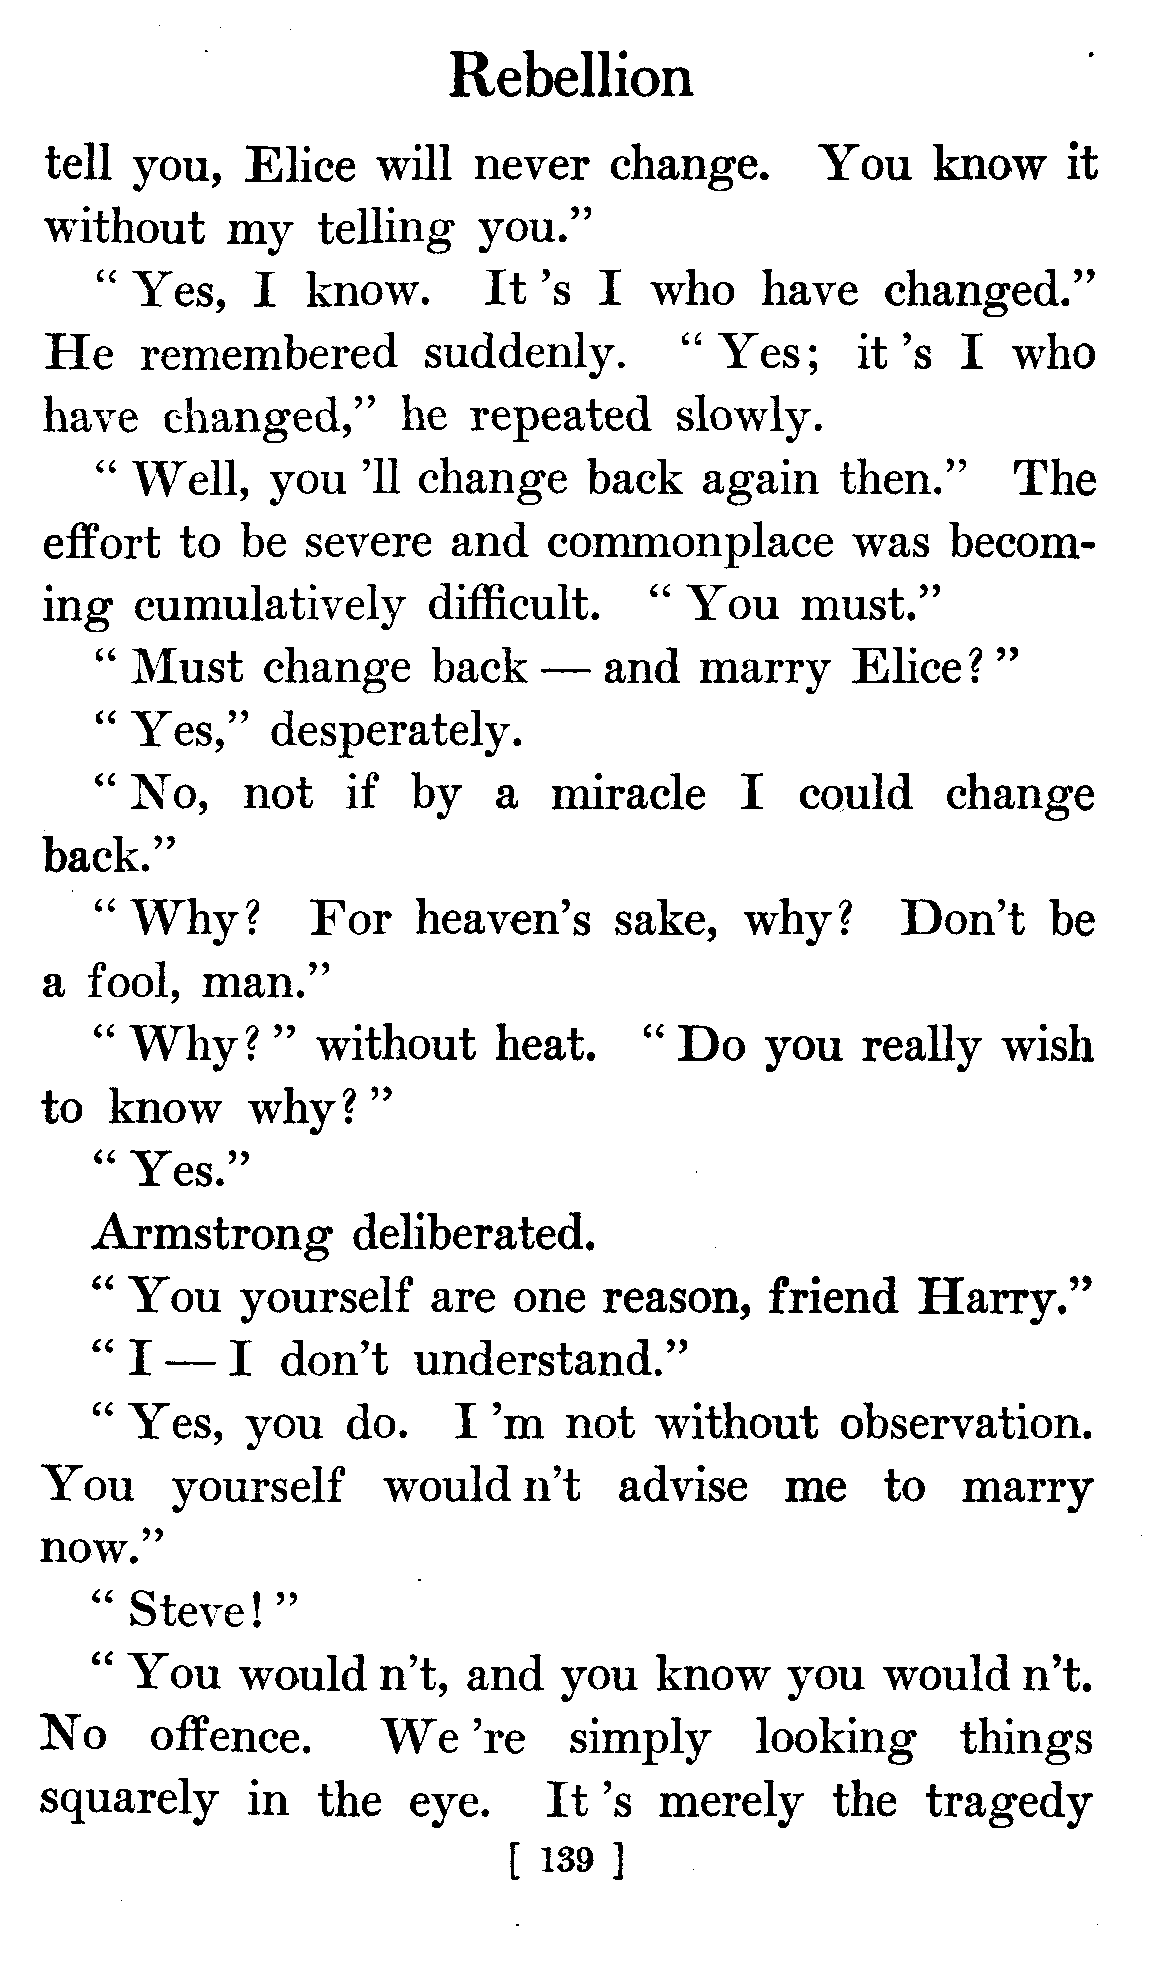 Rebellion
tell you, Elice will never change. You know it
without my telling you.”
“ Yes, I know. It ’s I who have changed.”
He remembered suddenly. “ Yes; it ’s I who
have changed,” he repeated slowly.
“ Well, you ’ll change back again then.” The
effort to be severe and commonplace was becom-
ing cumulatively difficult. “ You must.”
“ Must change back — and marry Elice? ”
“ Yes,” desperately.
“ No, not if by a miracle I could change
back.”
“ Why? For heaven’s sake, why? Don’t be
a fool, man.”
“ Why? ” without heat. “ Do you really wish
to know why? ”
“ Yes.”
Armstrong deliberated.
“ You yourself are one reason, friend Harry.”
“ I — I don’t understand.”
“ Yes, you do. I ’m not without observation.
You yourself would n’t advise me to marry
now.”
“ Steve! ”
“ You would n’t, and you know you would n’t.
No offence. We ’re simply looking things
squarely in the eye. It ’s merely the tragedy
[ 139 ]